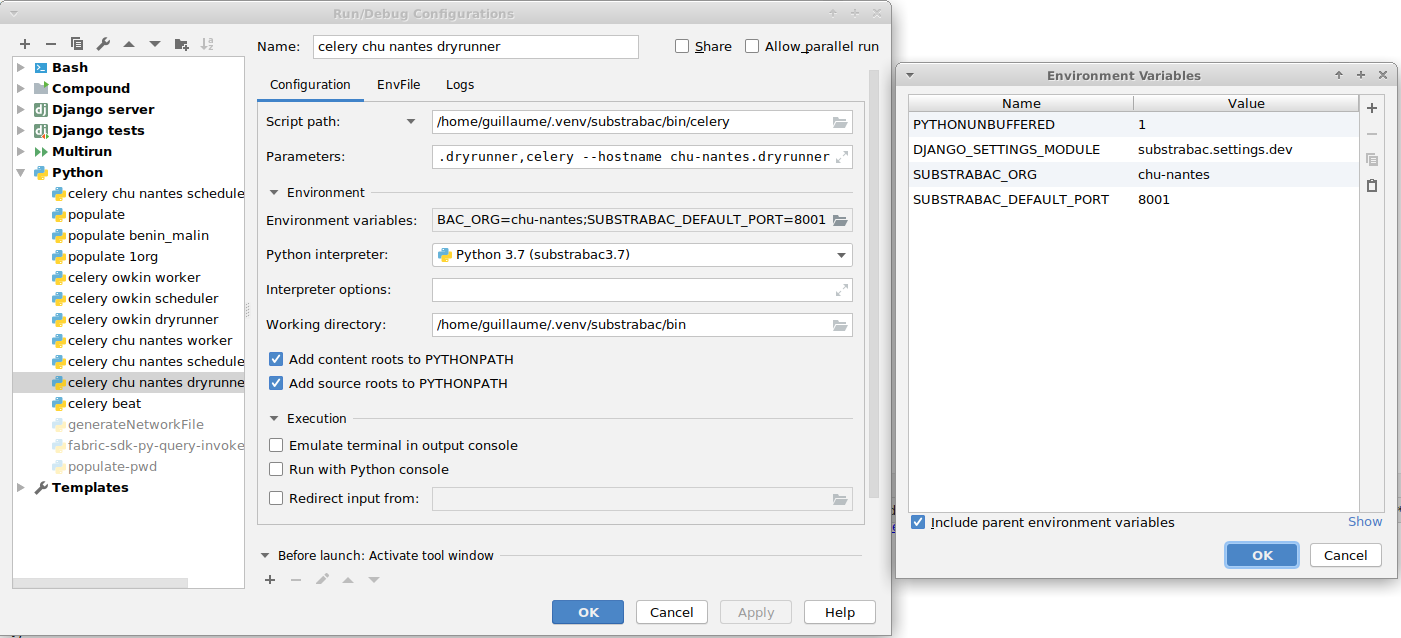 Run/Debug Configurations
Name:
celery chu nantes dryrunner
Share
Allow parallel run
Bash
Compound
Django server
Django tests
Multirun
Python
celery chu nantes schedule
populate
populate benin_malin
populate 1org
celery owkin worker
celery owkin scheduler
celery owkin dryrunner
celery chu nantes worker
celery chu nantes schedule
celery chu nantes dryrunne
celery beat
generateNetworkFile
fabric-sdk-py-query-invoke
populate-pwd
Templates
Configuration
EnvFile
Logs
Script path:
/home/guillaume/.venv/substrabac/bin/celery
Parameters:
.dryrunner,celery --hostname chu-nantes.dryrunner
Environment
Environment variables:
BAC_ORG=chu-nantes;SUBSTRABAC_DEFAULT_PORT=8001
Python interpreter:
Python 3.7 (substrabac3.7)
Interpreter options:
Working directory:
/home/guillaume/.venv/substrabac/bin
Add content roots to PYTHONPATH
Add source roots to PYTHONPATH
Execution
Emulate terminal in output console
Run with Python console
Redirect input from:
Before launch: Activate tool window
OK
Cancel
Apply
Help
Environment Variables
Name Value
PYTHONUNBUFFERED 1
DJANGO_SETTINGS_MODULE substrabac.settings.dev
SUBSTRABAC_ORG chu-nantes
SUBSTRABAC_DEFAULT_PORT 8001
Include parent environment variables
Show
OK
Cancel